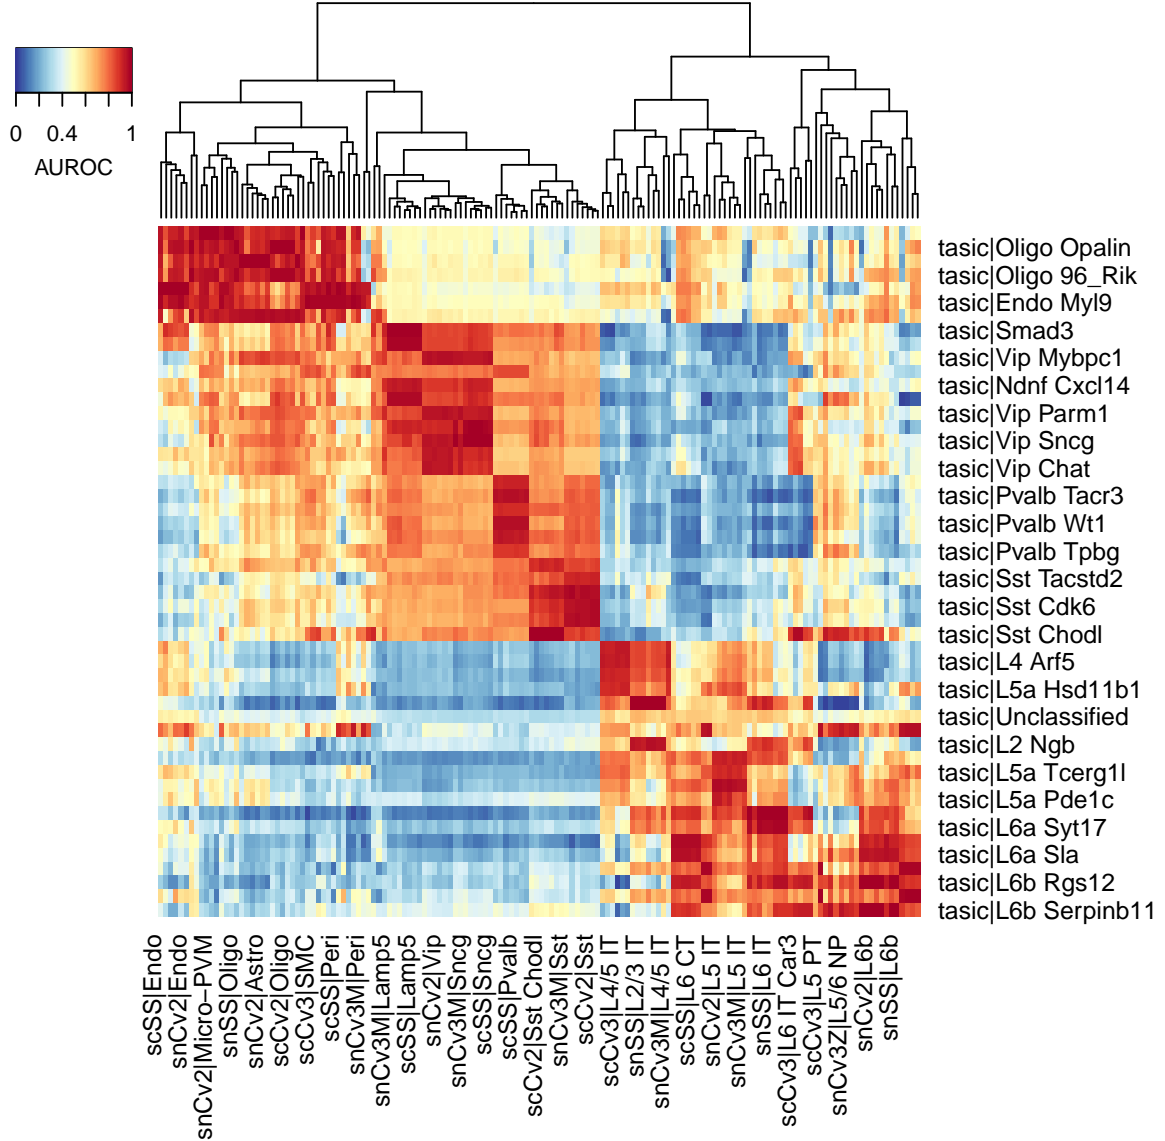 0 0.4 1
AUROC
tasic|Oligo Opalin
tasic|Oligo 96_Rik
tasic|Endo Myl9
tasic|Smad3
tasic|Vip Mybpc1
tasic|Ndnf Cxcl14
tasic|Vip Parm1
tasic|Vip Sncg
tasic|Vip Chat
tasic|Pvalb Tacr3
tasic|Pvalb Wt1
tasic|Pvalb Tpbg
tasic|Sst Tacstd2
tasic|Sst Cdk6
tasic|Sst Chodl
tasic|L4 Arf5
tasic|L5a Hsd11b1
tasic|Unclassified
tasic|L2 Ngb
tasic|L5a Tcerg1l
tasic|L5a Pde1c
tasic|L6a Syt17
tasic|L6a Sla
tasic|L6b Rgs12
tasic|L6b Serpinb11
scSS|Endo
snCv2|Endo
snCv2|Micro−PVM
snSS|Oligo
snCv2|Astro
scCv2|Oligo
scCv3|SMC
scSS|Peri
snCv3M|Peri
snCv3M|Lamp5
scSS|Lamp5
snCv2|Vip
snCv3M|Sncg
scSS|Sncg
scSS|Pvalb
scCv2|Sst Chodl
snCv3M|Sst
scCv2|Sst
scCv3|L4/5 IT
snSS|L2/3 IT
snCv3M|L4/5 IT
scSS|L6 CT
snCv2|L5 IT
snCv3M|L5 IT
snSS|L6 IT
scCv3|L6 IT Car3
scCv3|L5 PT
snCv3Z|L5/6 NP
snCv2|L6b
snSS|L6b